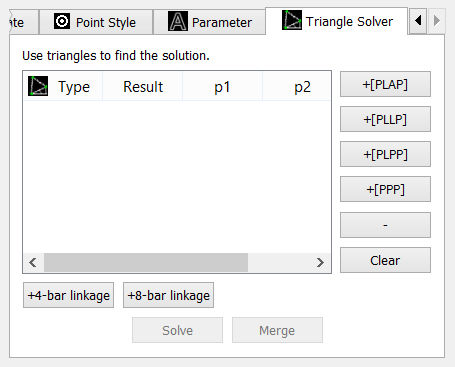 ate Point Style Parameter Triangle Solver
Use triangles to find the solution.
Type Result p1 p2
+[PLAP]
+[PLLP]
+[PLPP]
+[PPP]
-
Clear
+4-bar linkage +8-bar linkage
Solve Merge